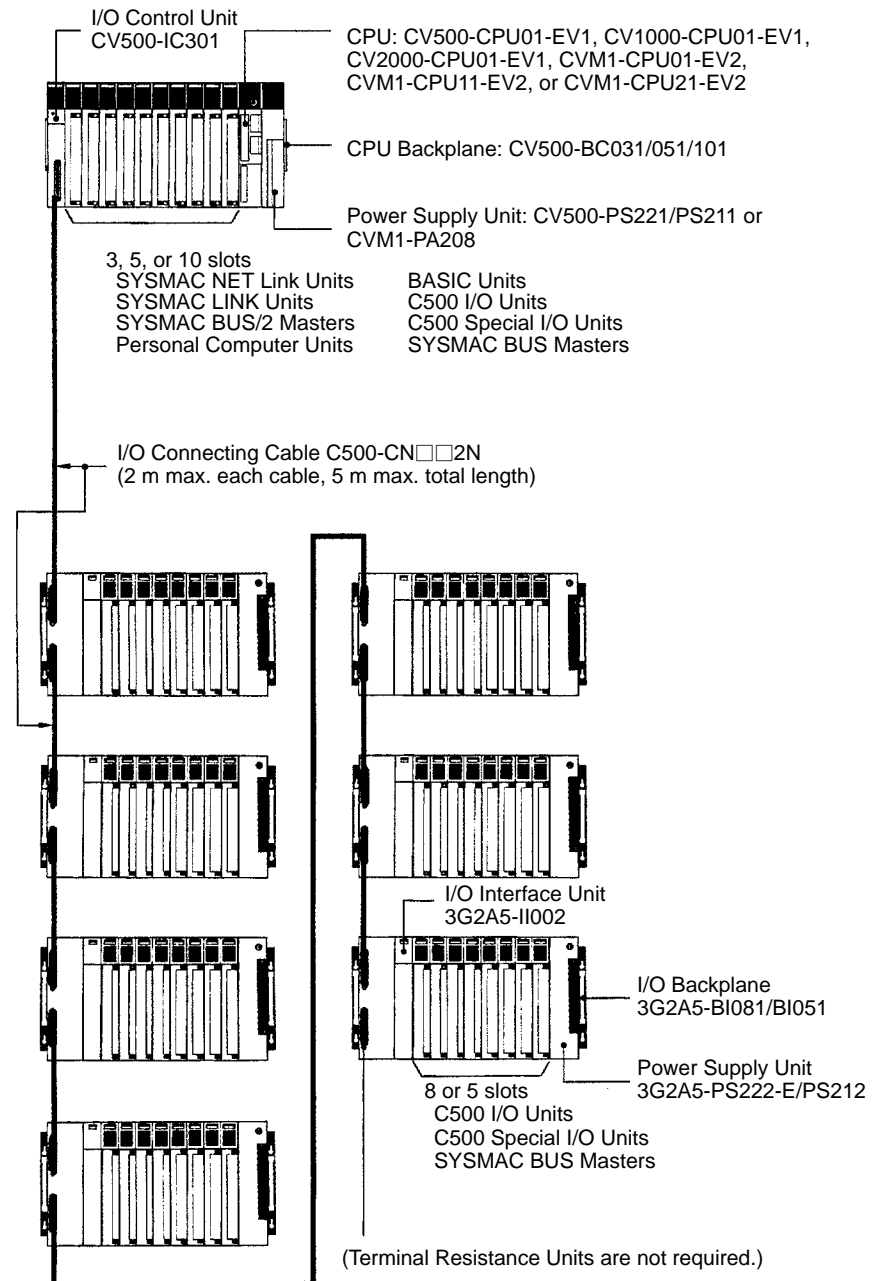 I/O Control Unit
CV500-IC301
CPU: CV500-CPU01-EV1, CV1000-CPU01-EV1,
CV2000-CPU01-EV1, CVM1-CPU01-EV2,
CVM1-CPU11-EV2, or CVM1-CPU21-EV2
CPU Backplane: CV500-BC031/051/101
Power Supply Unit: CV500-PS221/PS211 or
CVM1-PA208
3, 5, or 10 slots
SYSMAC NET Link Units
SYSMAC LINK Units
SYSMAC BUS/2 Masters
Personal Computer Units
BASIC Units
C500 I/O Units
C500 Special I/O Units
SYSMAC BUS Masters
I/O Connecting Cable C500-CN□□2N
(2 m max. each cable, 5 m max. total length)
I/O Interface Unit
3G2A5-II002
I/O Backplane
3G2A5-BI081/BI051
Power Supply Unit
3G2A5-PS222-E/PS212
8 or 5 slots
C500 I/O Units
C500 Special I/O Units
SYSMAC BUS Masters
(Terminal Resistance Units are not required.)